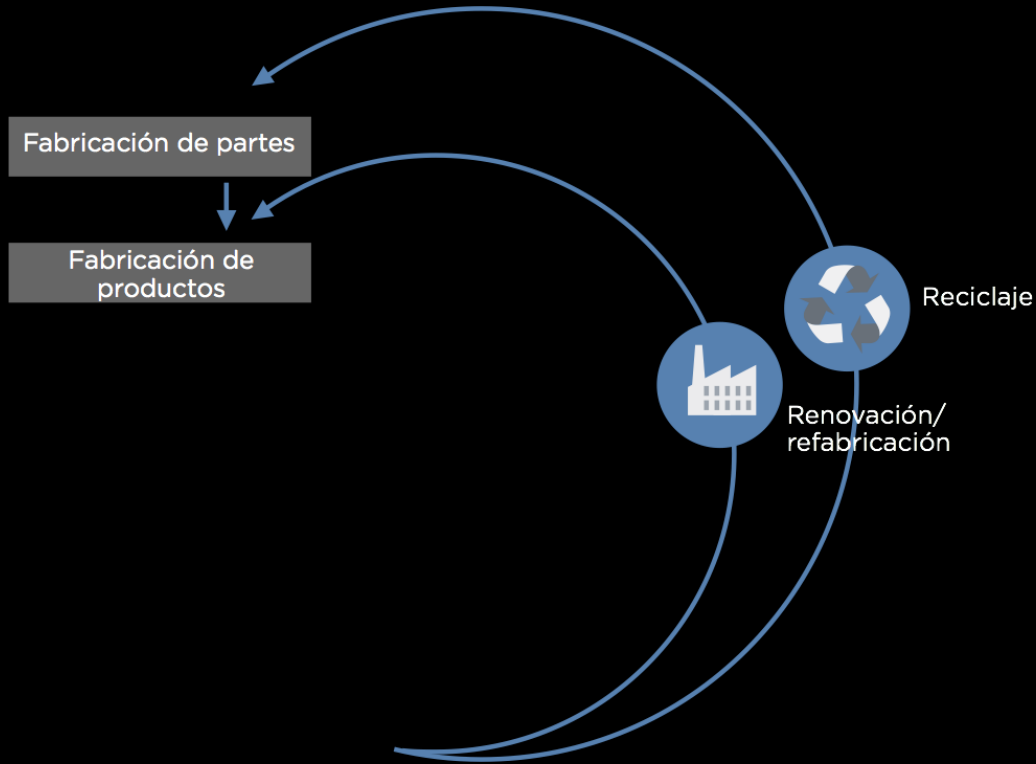 Fabricación de partes
Fabricación de
productos
Reciclaje
Renovación/
refabricación